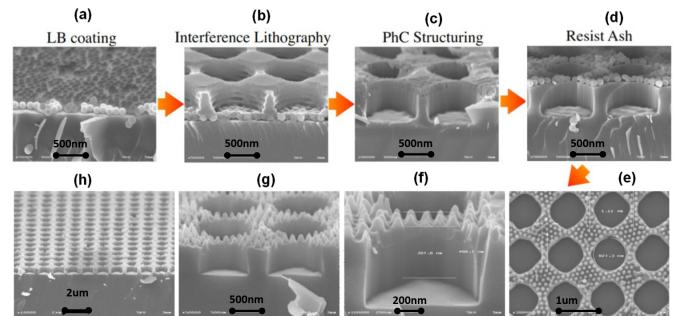 (a)
LB coating
500nm
(b)
Interference Lithography
500nm
(c)
PhC Structuring
500nm
(d)
Resist Ash
500nm
(e)
1um
(f)
200nm
(g)
500nm
(h)
2um